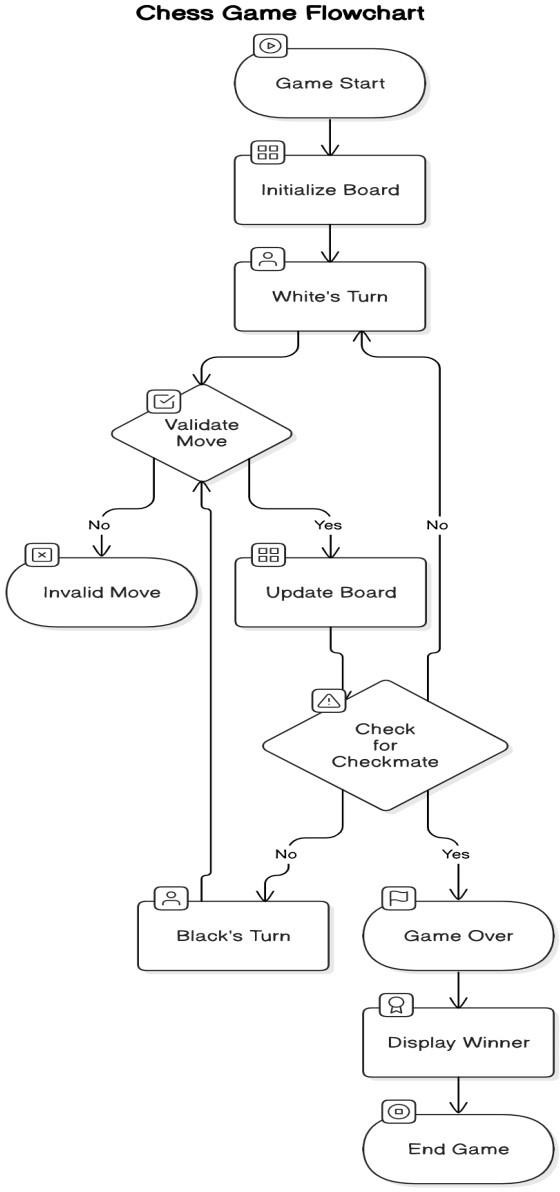 Chess Game Flowchart
Game Start
Initialize Board
White's Turn
Validate
Move
No
Yes
No
Invalid Move
Update Board
Check
for
Checkmate
No
Yes
Black's Turn
Game Over
Display Winner
End Game